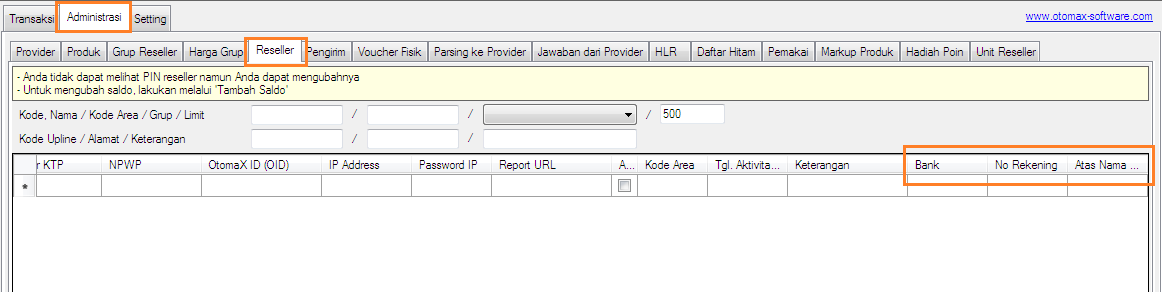 Transaksi Administrasi Setting www.otomax-software.com
Provider Produk Grup Reseller Harga Grup Reseller Pengirim Voucher Fisik Parsing ke Provider Jawaban dari Provider HLR Daftar Hitam Pemakai Markup Produk Hadiah Poin Unit Reseller
- Anda tidak dapat melihat PIN reseller namun Anda dapat mengubahnya
- Untuk mengubah saldo, lakukan melalui 'Tambah Saldo'
Kode, Nama / Kode Area / Grup / Limit / / / 500
Kode Upline / Alamat / Keterangan / /
r KTP NPWP OtomaX ID (OID) IP Address Password IP Report URL A... Kode Area Tgl. Aktivita... Keterangan Bank No Rekening Atas Nama ...
*